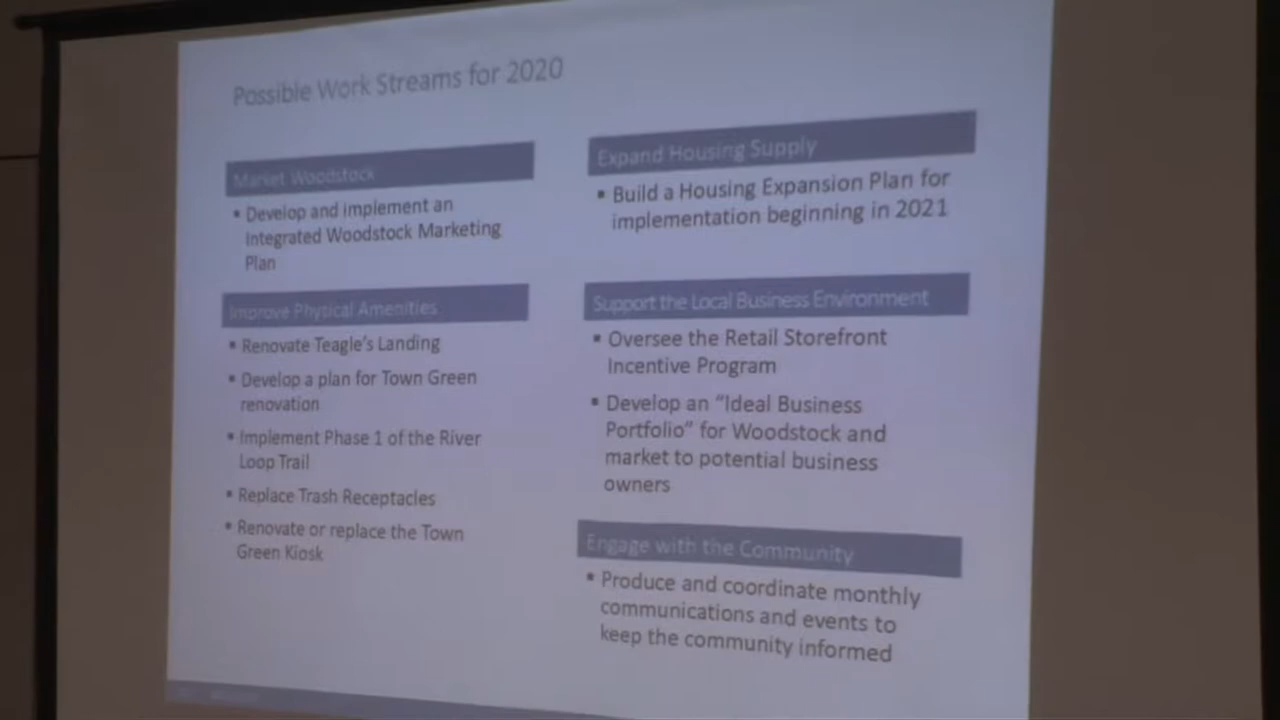 Possible Work Streams for 2020
Market Woodstock
▪ Develop and implement an
Integrated Woodstock Marketing
Plan
Improve Physical Amenities
▪ Renovate Teagle's Landing
▪ Develop a plan for Town Green
renovation
▪ Implement Phase 1 of the River
Loop Trail
▪ Replace Trash Receptacles
▪ Renovate or replace the Town
Green Kiosk
Expand Housing Supply
▪ Build a Housing Expansion Plan for
implementation beginning in 2021
Support the Local Business Environment
▪ Oversee the Retail Storefront
Incentive Program
▪ Develop an “Ideal Business
Portfolio” for Woodstock and
market to potential business
owners
Engage with the Community
▪ Produce and coordinate monthly
communications and events to
keep the community informed